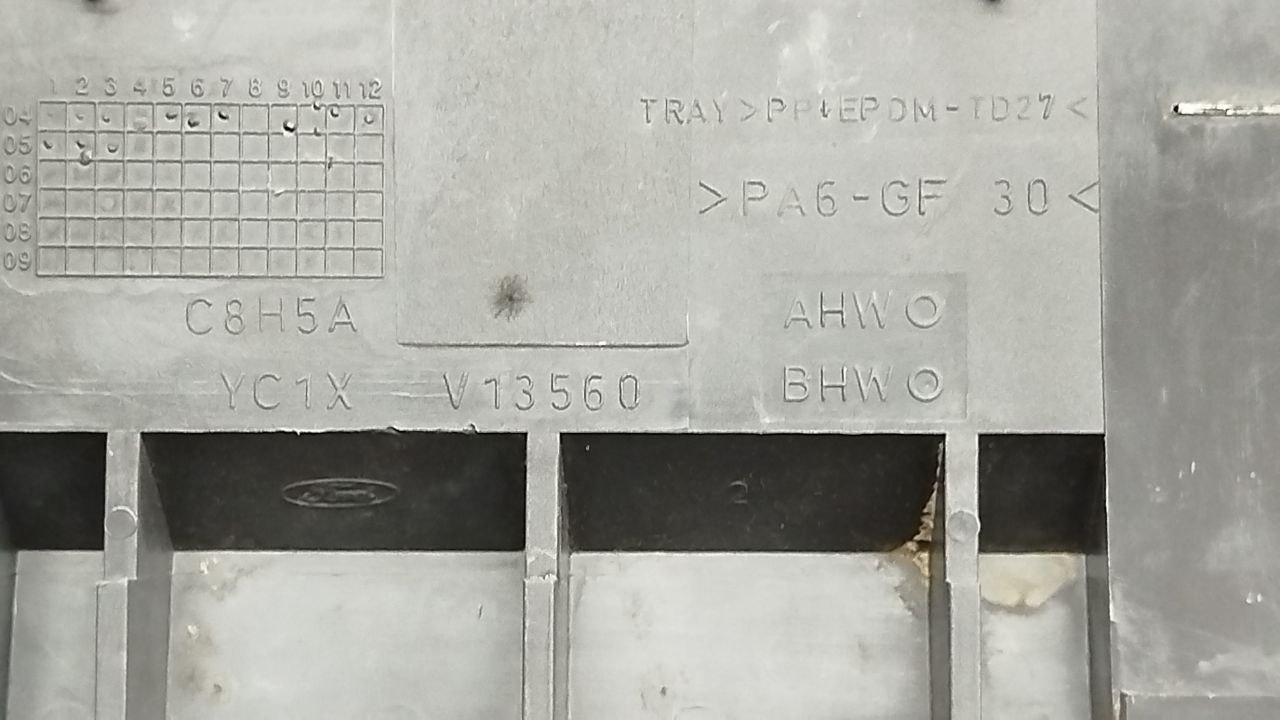 1 2 3 4 5 6 7 8 9 10 11 12
04
05
06
07
08
09
TRAY >PP+EPDM-TD27<
>PA6-GF 30<
C8H5A
AHW
YC1X V13560
BHW
2